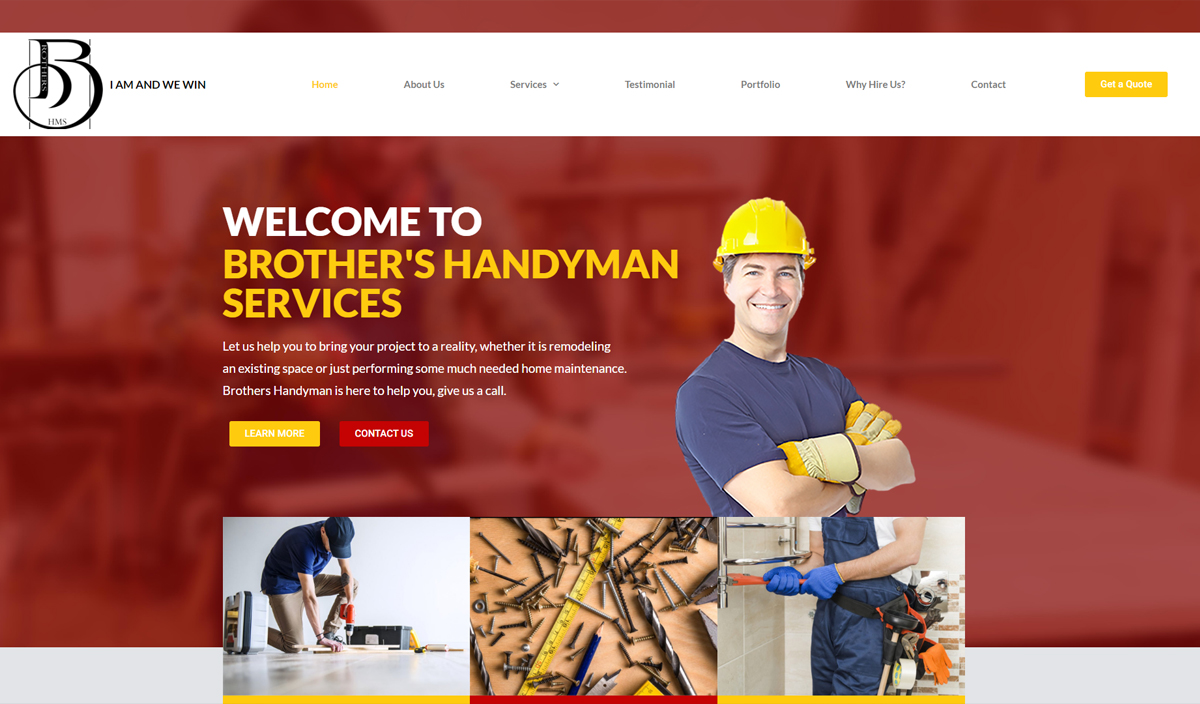 BROTHERS
HMS
I AM AND WE WIN
Home
About Us
Services
Testimonial
Portfolio
Why Hire Us?
Contact
Get a Quote
WELCOME TO
BROTHER'S HANDYMAN
SERVICES
Let us help you to bring your project to a reality, whether it is remodeling
an existing space or just performing some much needed home maintenance.
Brothers Handyman is here to help you, give us a call.
LEARN MORE
CONTACT US